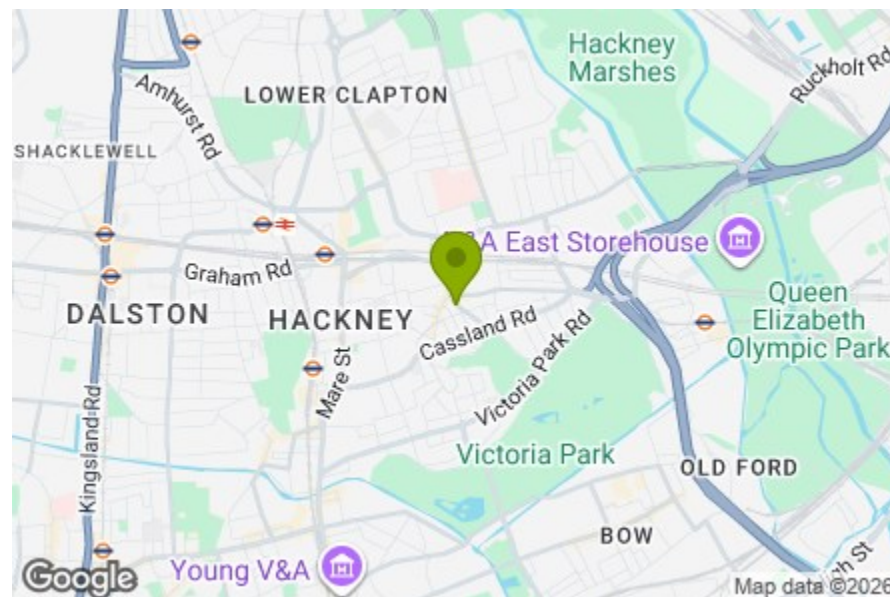 Hackney
Marshes
Ruckholt Rd
LOWER CLAPTON
Amhurst Rd
SHACKLEWELL
A East Storehouse
Graham Rd
DALSTON
HACKNEY
Cassland Rd
Queen
Elizabeth
Olympic Park
Mare St
Victoria Park Rd
Kingsland Rd
Victoria Park
OLD FORD
BOW
Young V&A
Google
Map data ©2026